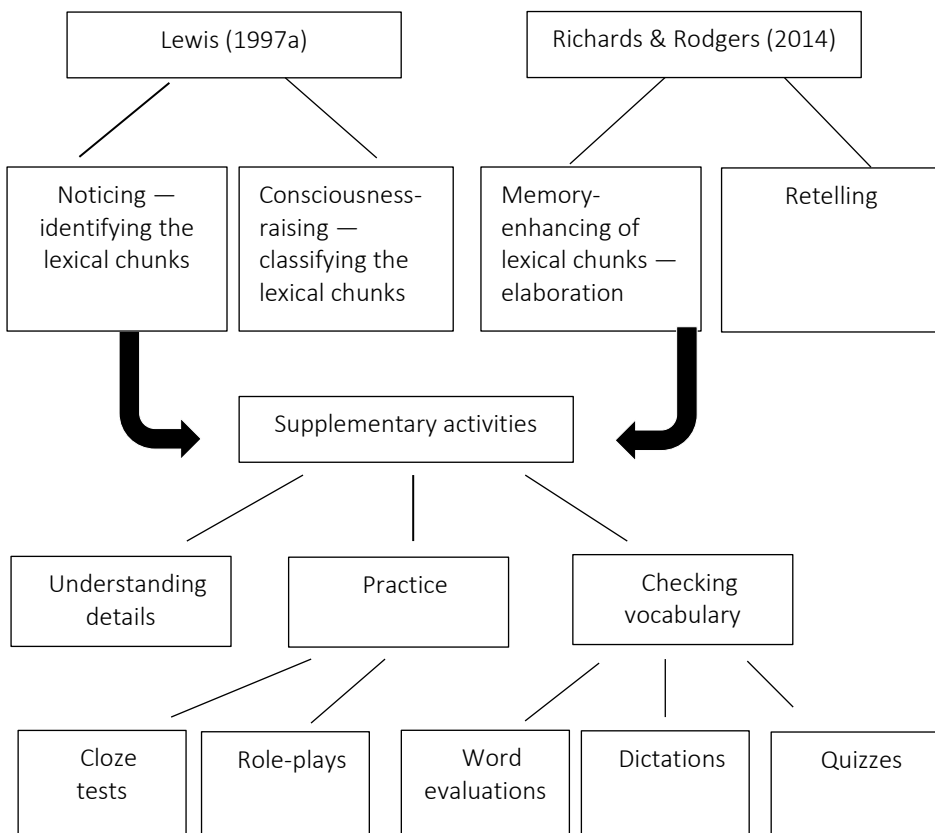 Lewis (1997a)
Richards & Rodgers (2014)
Noticing —
identifying the
lexical chunks
Consciousness-
raising —
classifying the
lexical chunks
Memory-
enhancing of
lexical chunks —
elaboration
Retelling
Supplementary activities
Understanding
details
Practice
Checking
vocabulary
Cloze
tests
Role-plays
Word
evaluations
Dictations
Quizzes